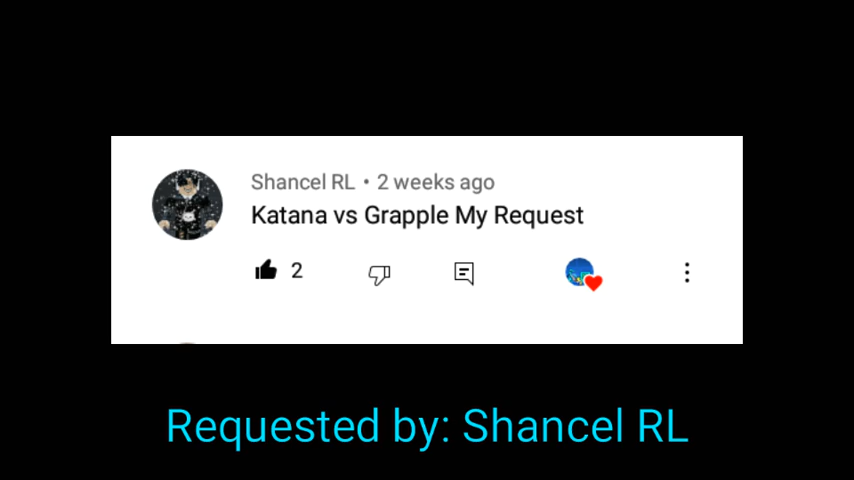 Shancel RL • 2 weeks ago
Katana vs Grapple My Request
2
Requested by: Shancel RL